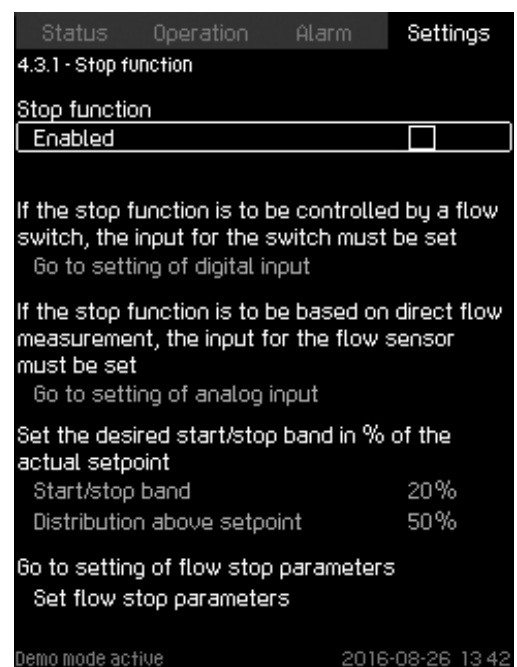 Status Operation Alarm Settings
4.3.1 - Stop function
Stop function
Enabled
If the stop function is to be controlled by a flow
switch, the input for the switch must be set
Go to setting of digital input
If the stop function is to be based on direct flow
measurement, the input for the flow sensor
must be set
Go to setting of analog input
Set the desired start/stop band in % of the
actual setpoint
Start/stop band 20%
Distribution above setpoint 50%
Go to setting of flow stop parameters
Set flow stop parameters
Demo mode active 2016-08-26 13:42